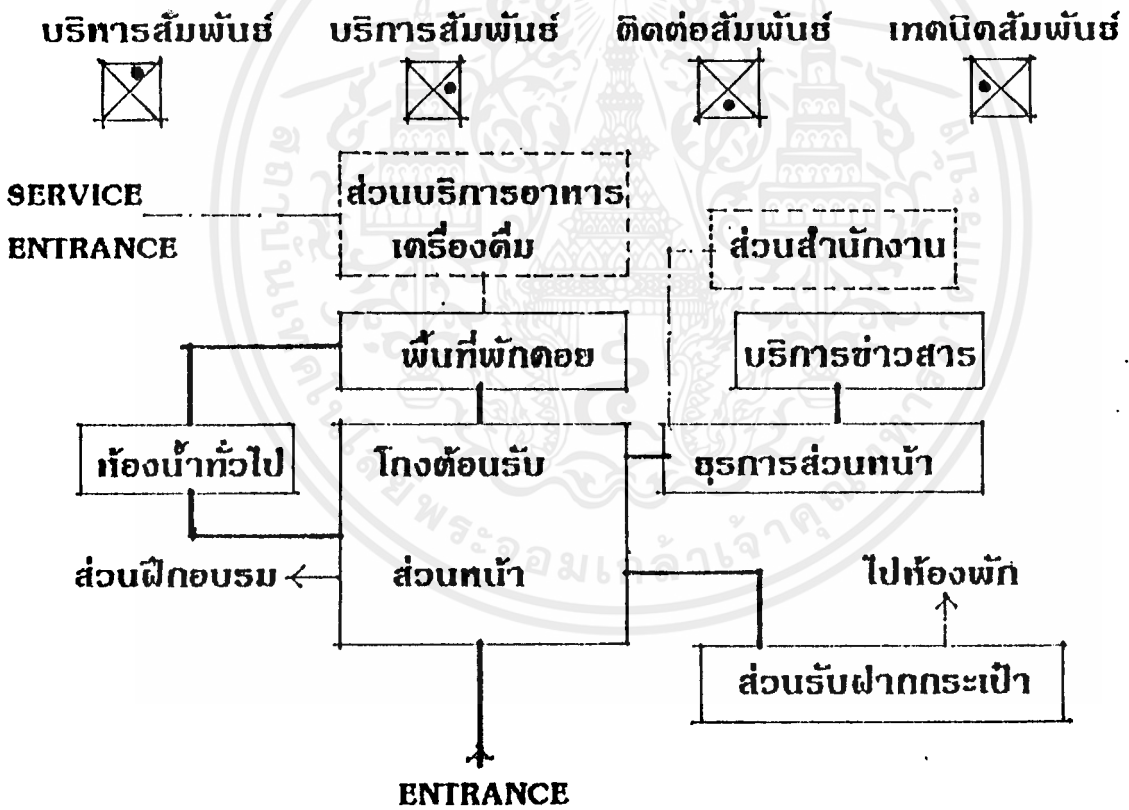 บริหารสัมพันธ์ บริการสัมพันธ์ ติดต่อสัมพันธ์ เทคนิคสัมพันธ์
SERVICE
ENTRANCE
ส่วนบริการอาหาร
เครื่องดื่ม
ส่วนสำนักงาน
พื้นที่พักคอย
บริการข่าวสาร
ห้องน้ำทั่วไป
โถงต้อนรับ
ส่วนหน้า
ธุรการส่วนหน้า
ส่วนฝึกอบรม
ไปห้องพัก
ส่วนรับฝากกระเป๋า
ENTRANCE